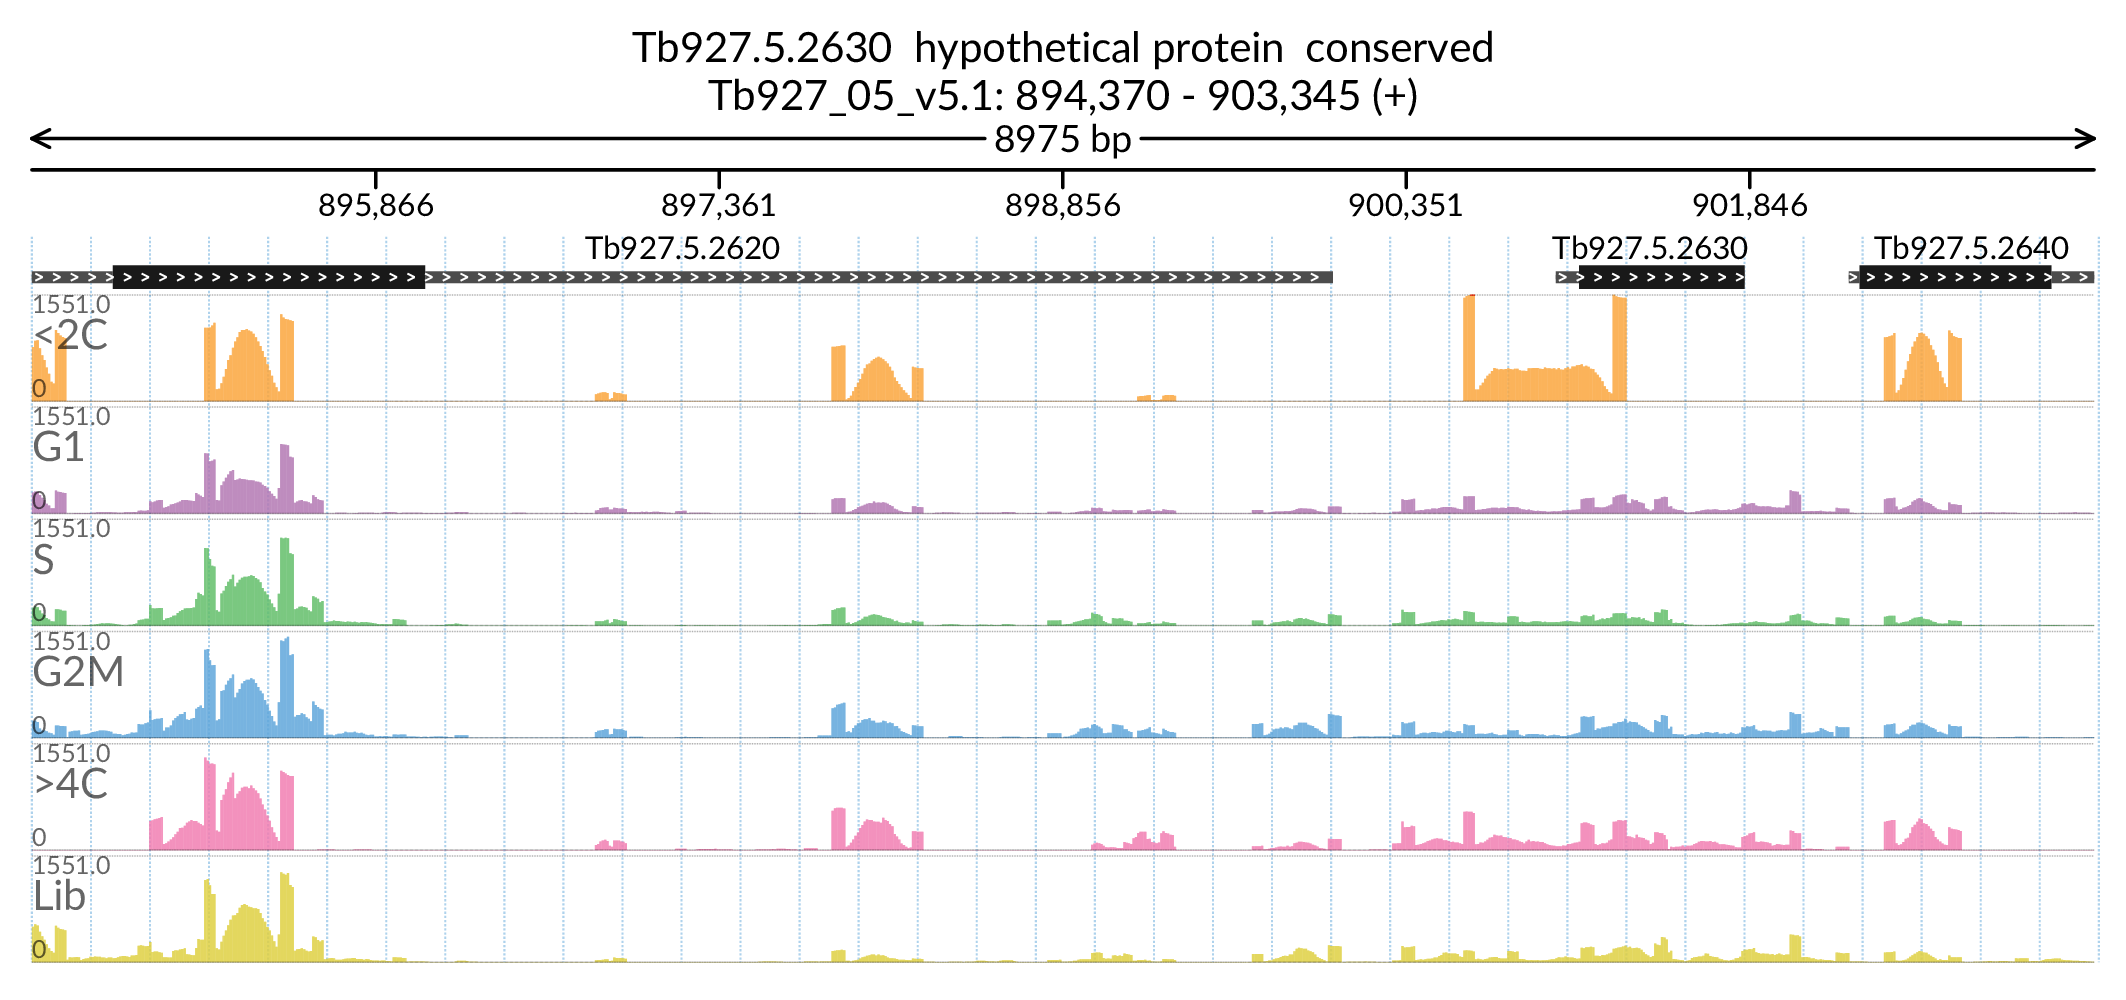 Tb927.5.2630  hypothetical protein  conserved
Tb927_05_v5.1: 894,370 - 903,345 (+)
8975 bp
895,866 897,361 898,856 900,351 901,846
Tb927.5.2620 Tb927.5.2630 Tb927.5.2640
1551.0
<2C
0
1551.0
G1
0
1551.0
S
0
1551.0
G2M
0
1551.0
>4C
0
1551.0
Lib
0